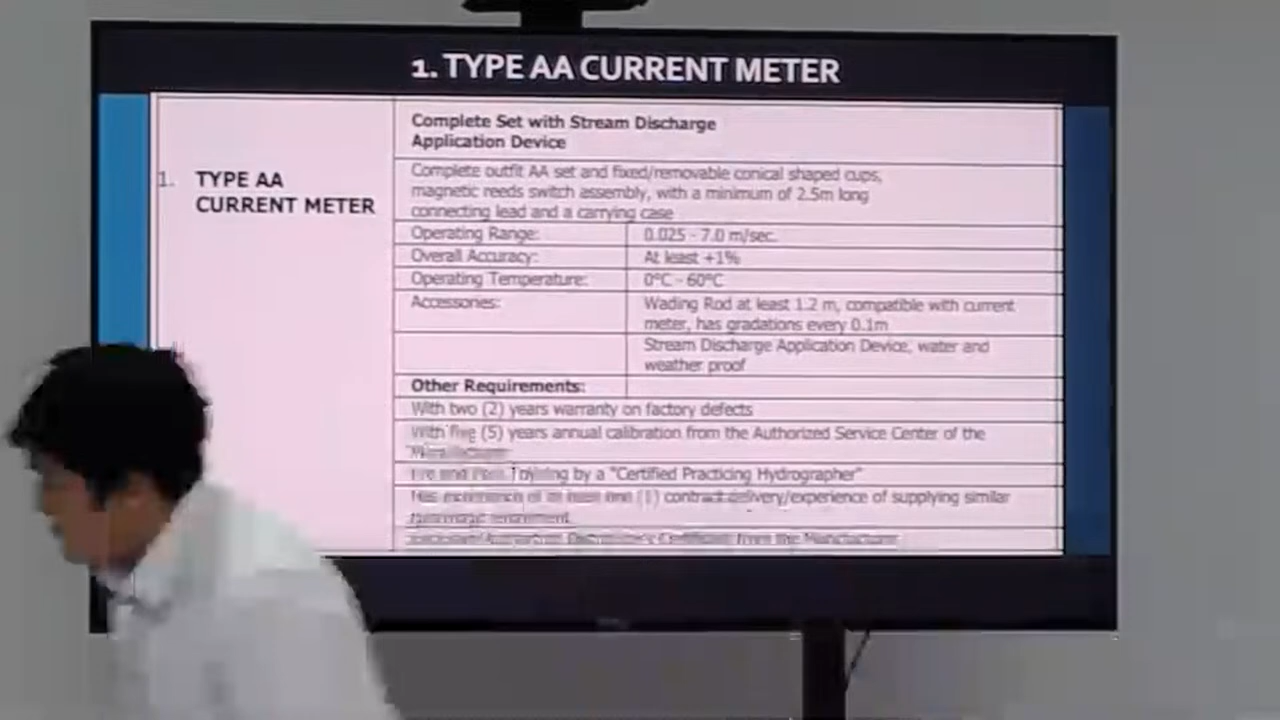 1. TYPE AA CURRENT METER
1. TYPE AA
CURRENT METER
Complete Set with Stream Discharge
Application Device
Complete outfit AA set and fixed/removable conical shaped cups,
magnetic reeds switch assembly, with a minimum of 2.5m long
connecting lead and a carrying case
Operating Range: 0.025 - 7.0 m/sec.
Overall Accuracy: At least +1%
Operating Temperature: 0°C - 60°C
Accessories: Wading Rod at least 1.2 m, compatible with current
meter, has gradations every 0.1m
Stream Discharge Application Device, water and
weather proof
Other Requirements:
With two (2) years warranty on factory defects
With five (5) years annual calibration from the Authorized Service Center of the
Manufacturer
Training by a "Certified Practicing Hydrographer"
(1) contract delivery/experience of supplying similar
Certificate from the Manufacturer